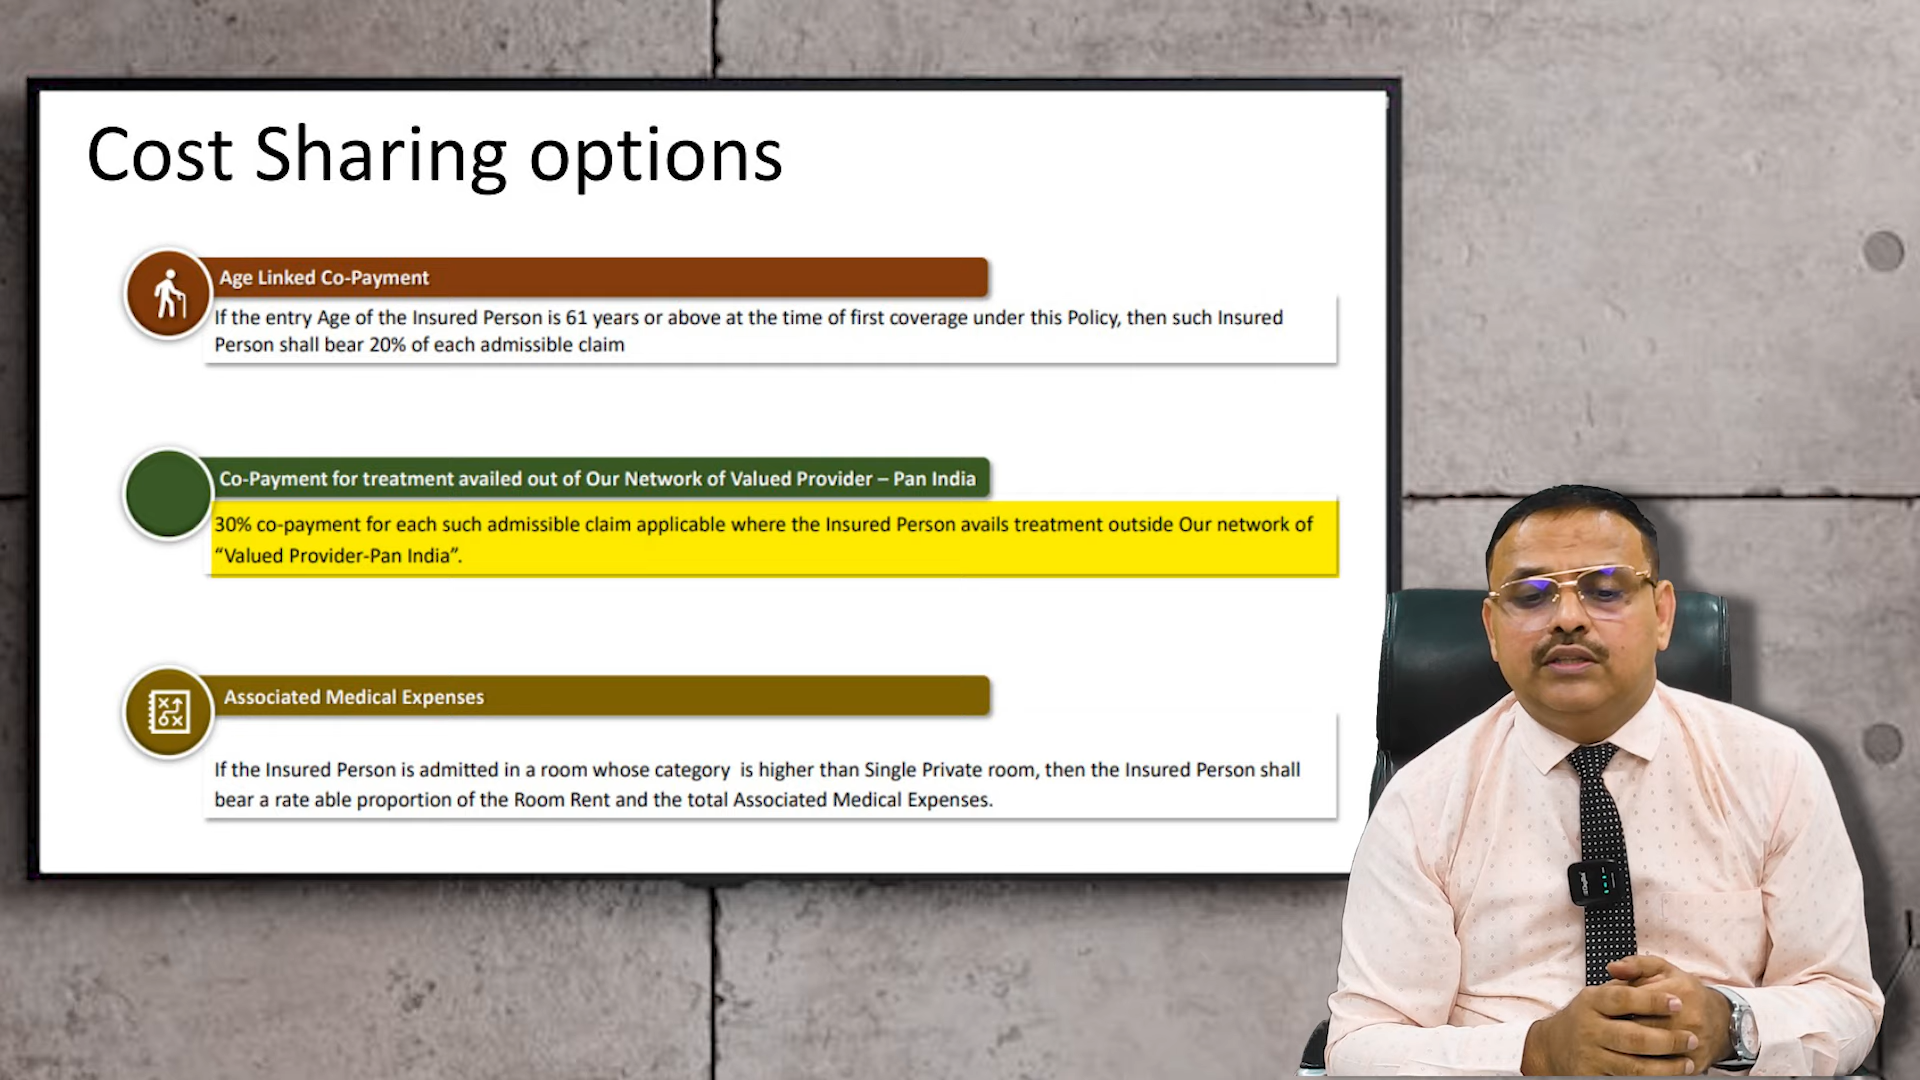 Cost Sharing options
Age Linked Co-Payment
If the entry Age of the Insured Person is 61 years or above at the time of first coverage under this Policy, then such Insured
Person shall bear 20% of each admissible claim
Co-Payment for treatment availed out of Our Network of Valued Provider – Pan India
30% co-payment for each such admissible claim applicable where the Insured Person avails treatment outside Our network of
“Valued Provider-Pan India”.
Associated Medical Expenses
If the Insured Person is admitted in a room whose category  is higher than Single Private room, then the Insured Person shall
bear a rate able proportion of the Room Rent and the total Associated Medical Expenses.